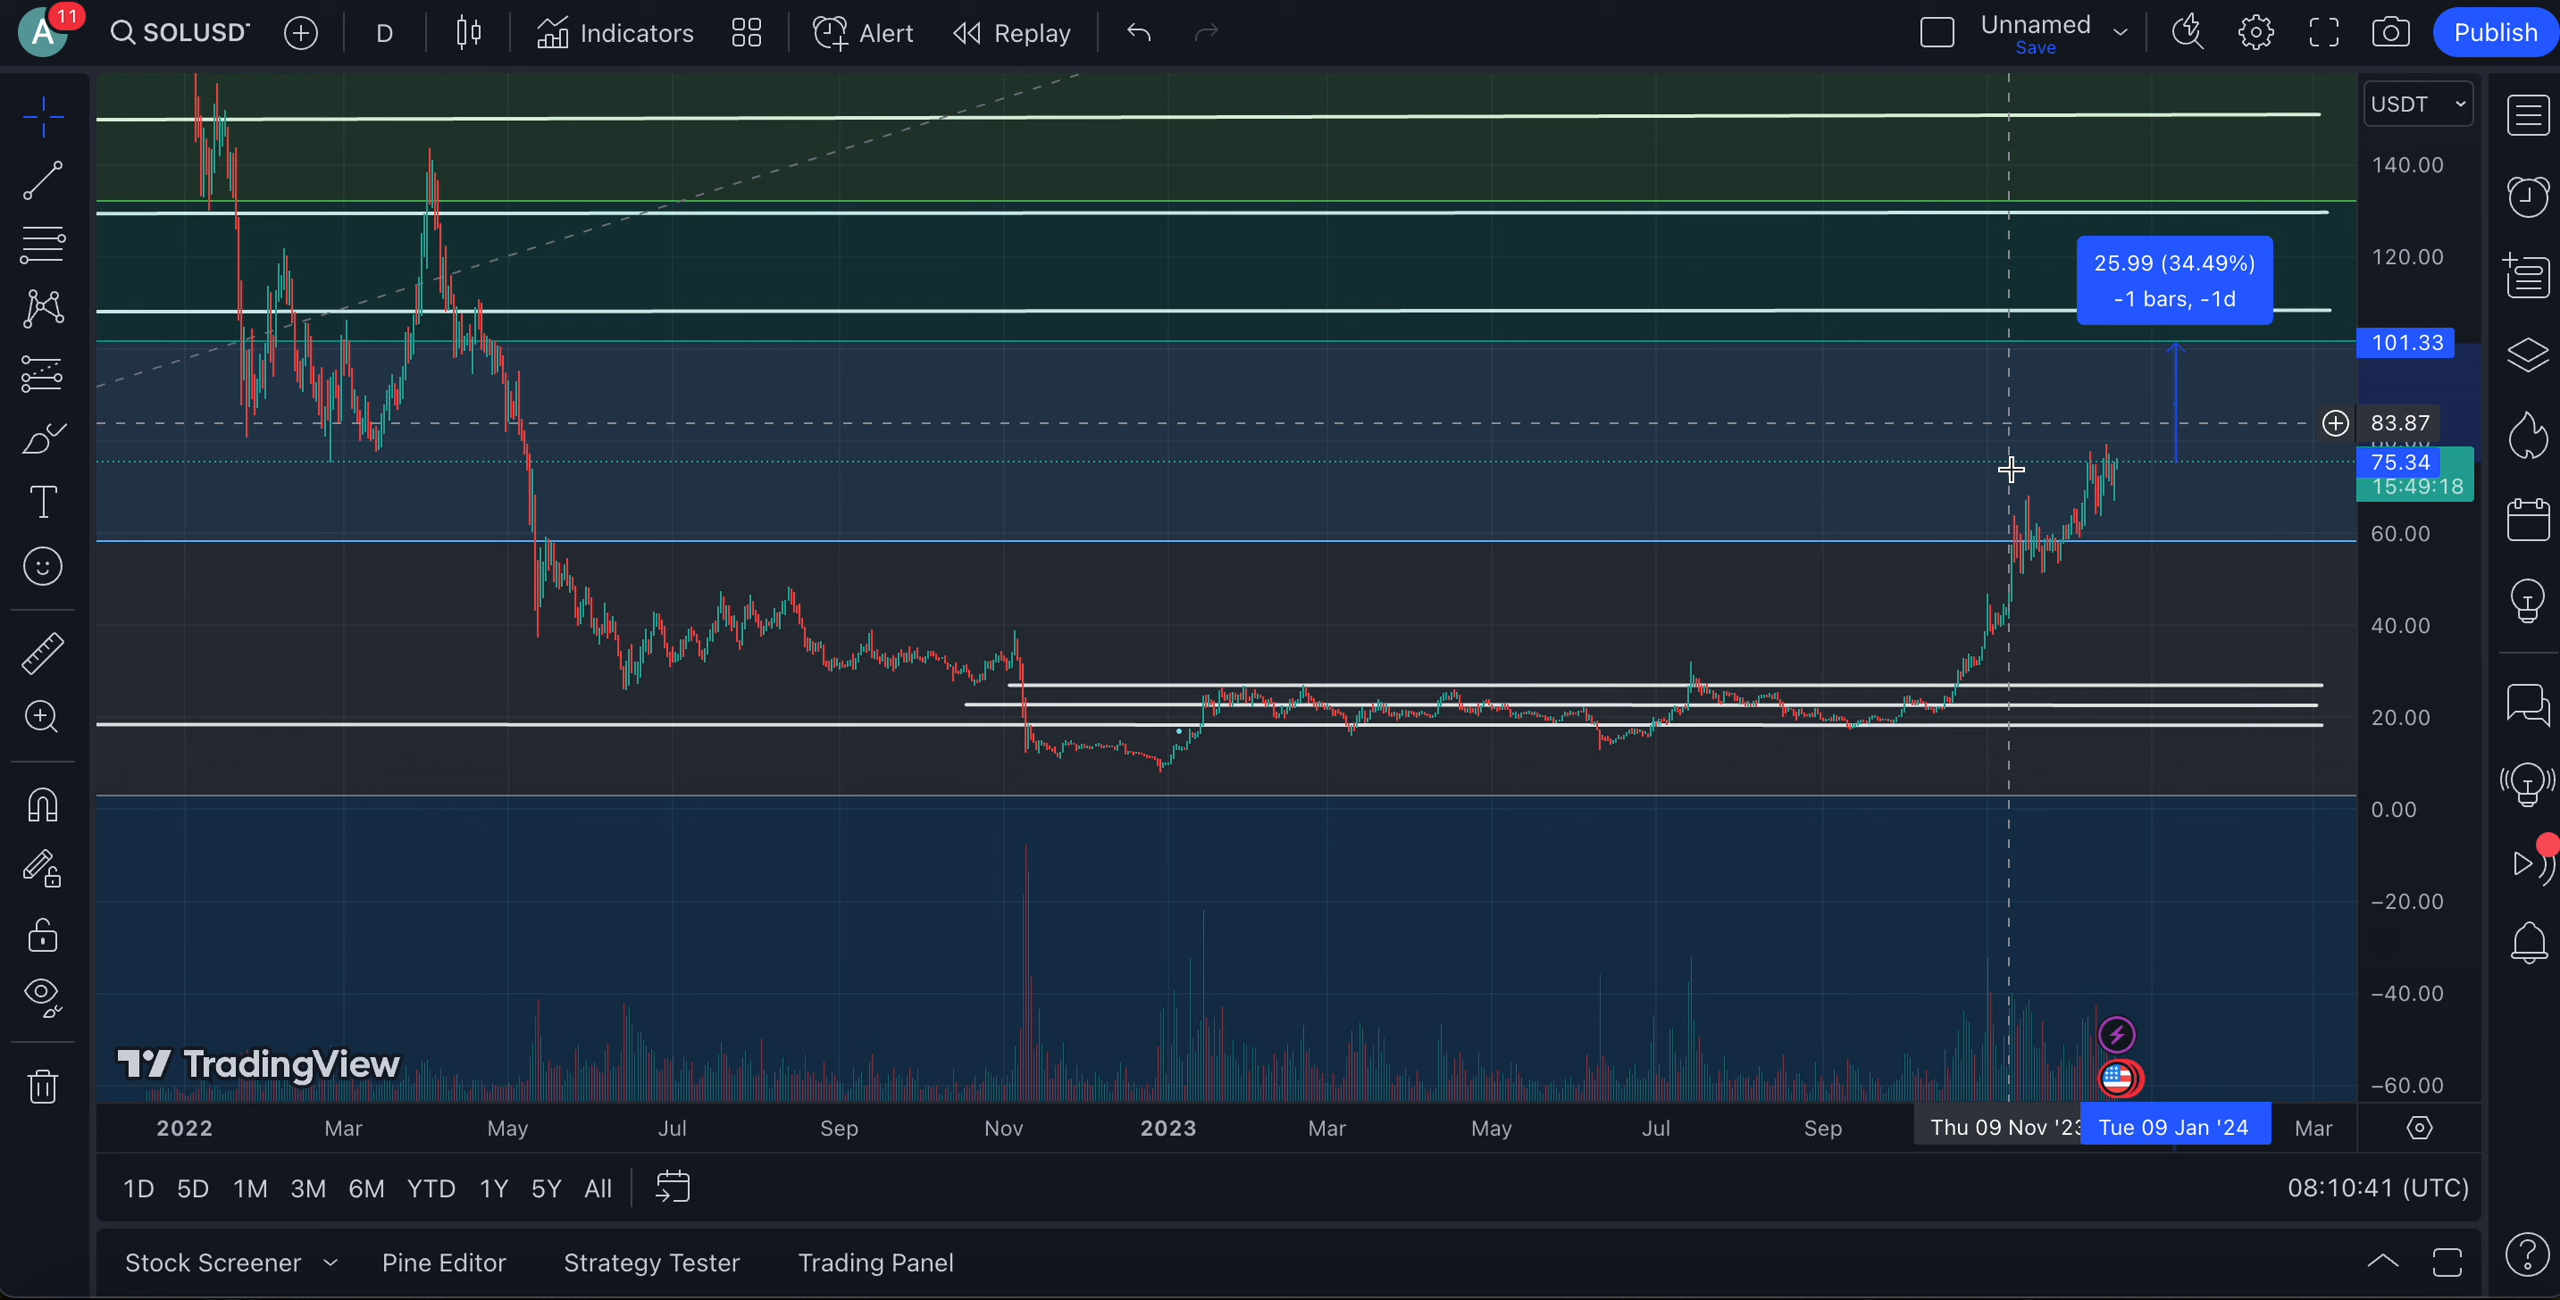 A
11
SOLUSDT
D
Indicators
Alert
Replay
Unnamed
Save
Publish
USDT
140.00
120.00
25.99 (34.49%)
-1 bars, -1d
101.33
83.87
80.00
75.34
15:49:18
60.00
40.00
20.00
0.00
−20.00
−40.00
−60.00
TradingView
2022
Mar
May
Jul
Sep
Nov
2023
Mar
May
Jul
Sep
Thu 09 Nov '23
Tue 09 Jan '24
Mar
1D
5D
1M
3M
6M
YTD
1Y
5Y
All
08:10:41 (UTC)
Stock Screener
Pine Editor
Strategy Tester
Trading Panel